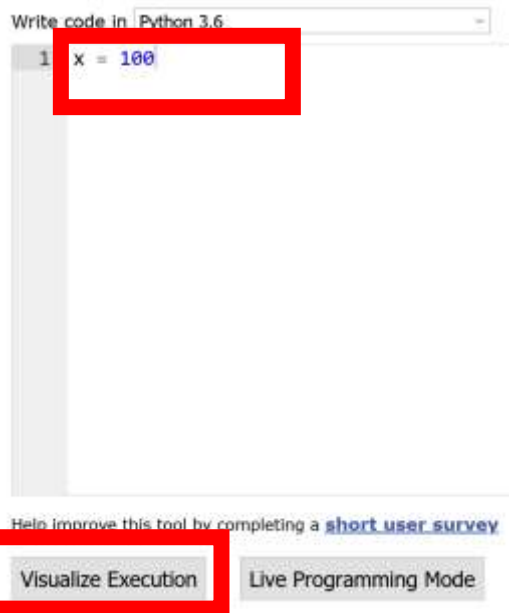 Write code in Python 3.6
1 x = 100
Help improve this tool by completing a short user survey
Visualize Execution Live Programming Mode